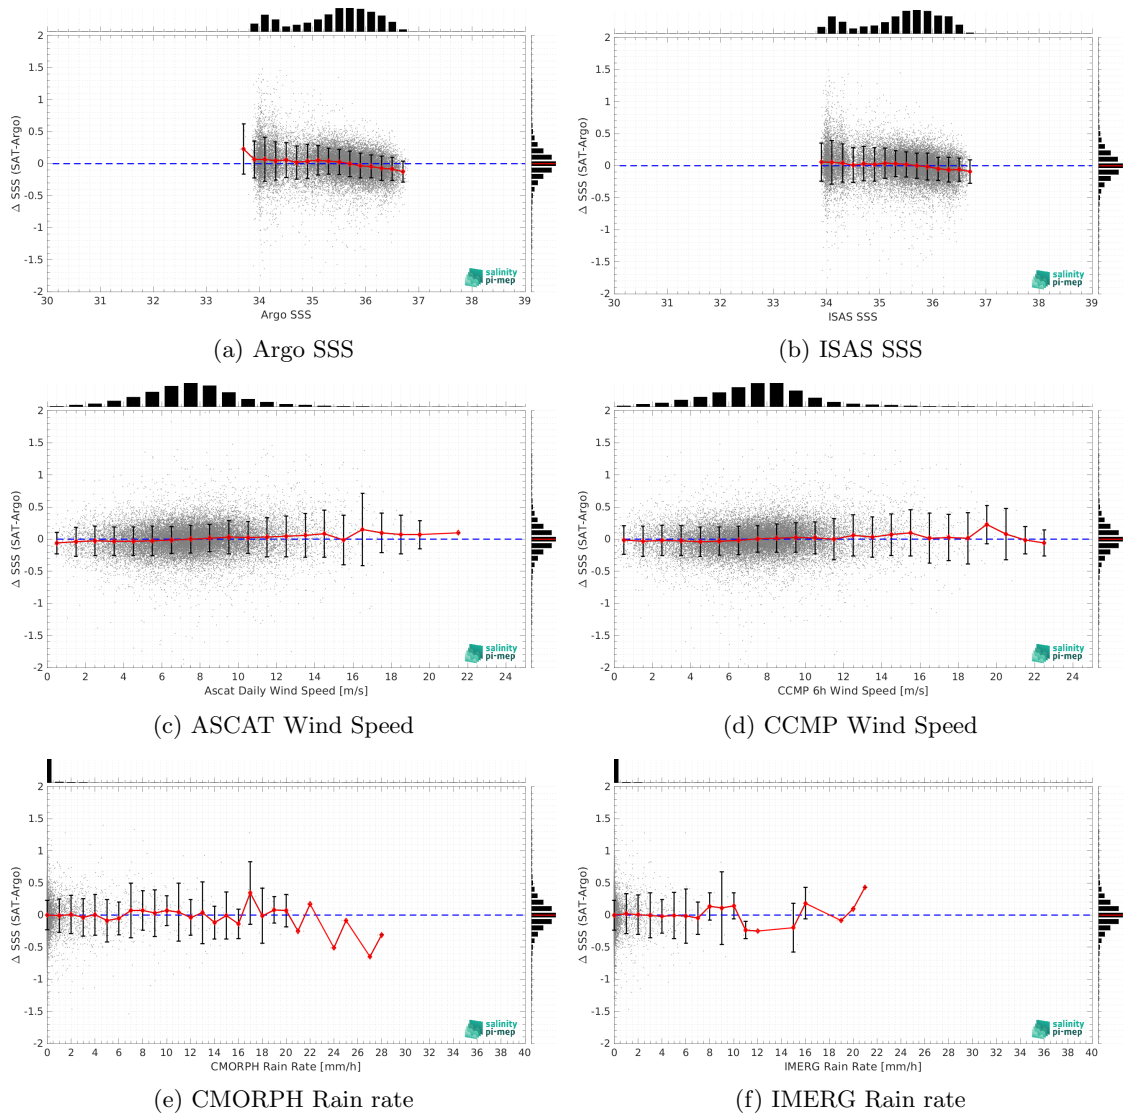 2
1.5
1
0.5
0
-0.5
-1
-1.5
-2
Δ SSS (SAT-Argo)
30 31 32 33 34 35 36 37 38 39
Argo SSS
salinity
pi-mep
(a) Argo SSS
2
1.5
1
0.5
0
-0.5
-1
-1.5
-2
Δ SSS (SAT-Argo)
30 31 32 33 34 35 36 37 38 39
ISAS SSS
salinity
pi-mep
(b) ISAS SSS
2
1.5
1
0.5
0
-0.5
-1
-1.5
-2
Δ SSS (SAT-Argo)
0 2 4 6 8 10 12 14 16 18 20 22 24
Ascat Daily Wind Speed [m/s]
salinity
pi-mep
(c) ASCAT Wind Speed
2
1.5
1
0.5
0
-0.5
-1
-1.5
-2
Δ SSS (SAT-Argo)
0 2 4 6 8 10 12 14 16 18 20 22 24
CCMP 6h Wind Speed [m/s]
salinity
pi-mep
(d) CCMP Wind Speed
2
1.5
1
0.5
0
-0.5
-1
-1.5
-2
Δ SSS (SAT-Argo)
0 2 4 6 8 10 12 14 16 18 20 22 24 26 28 30 32 34 36 38 40
CMORPH Rain Rate [mm/h]
salinity
pi-mep
(e) CMORPH Rain rate
2
1.5
1
0.5
0
-0.5
-1
-1.5
-2
Δ SSS (SAT-Argo)
0 2 4 6 8 10 12 14 16 18 20 22 24 26 28 30 32 34 36 38 40
IMERG Rain Rate [mm/h]
salinity
pi-mep
(f) IMERG Rain rate